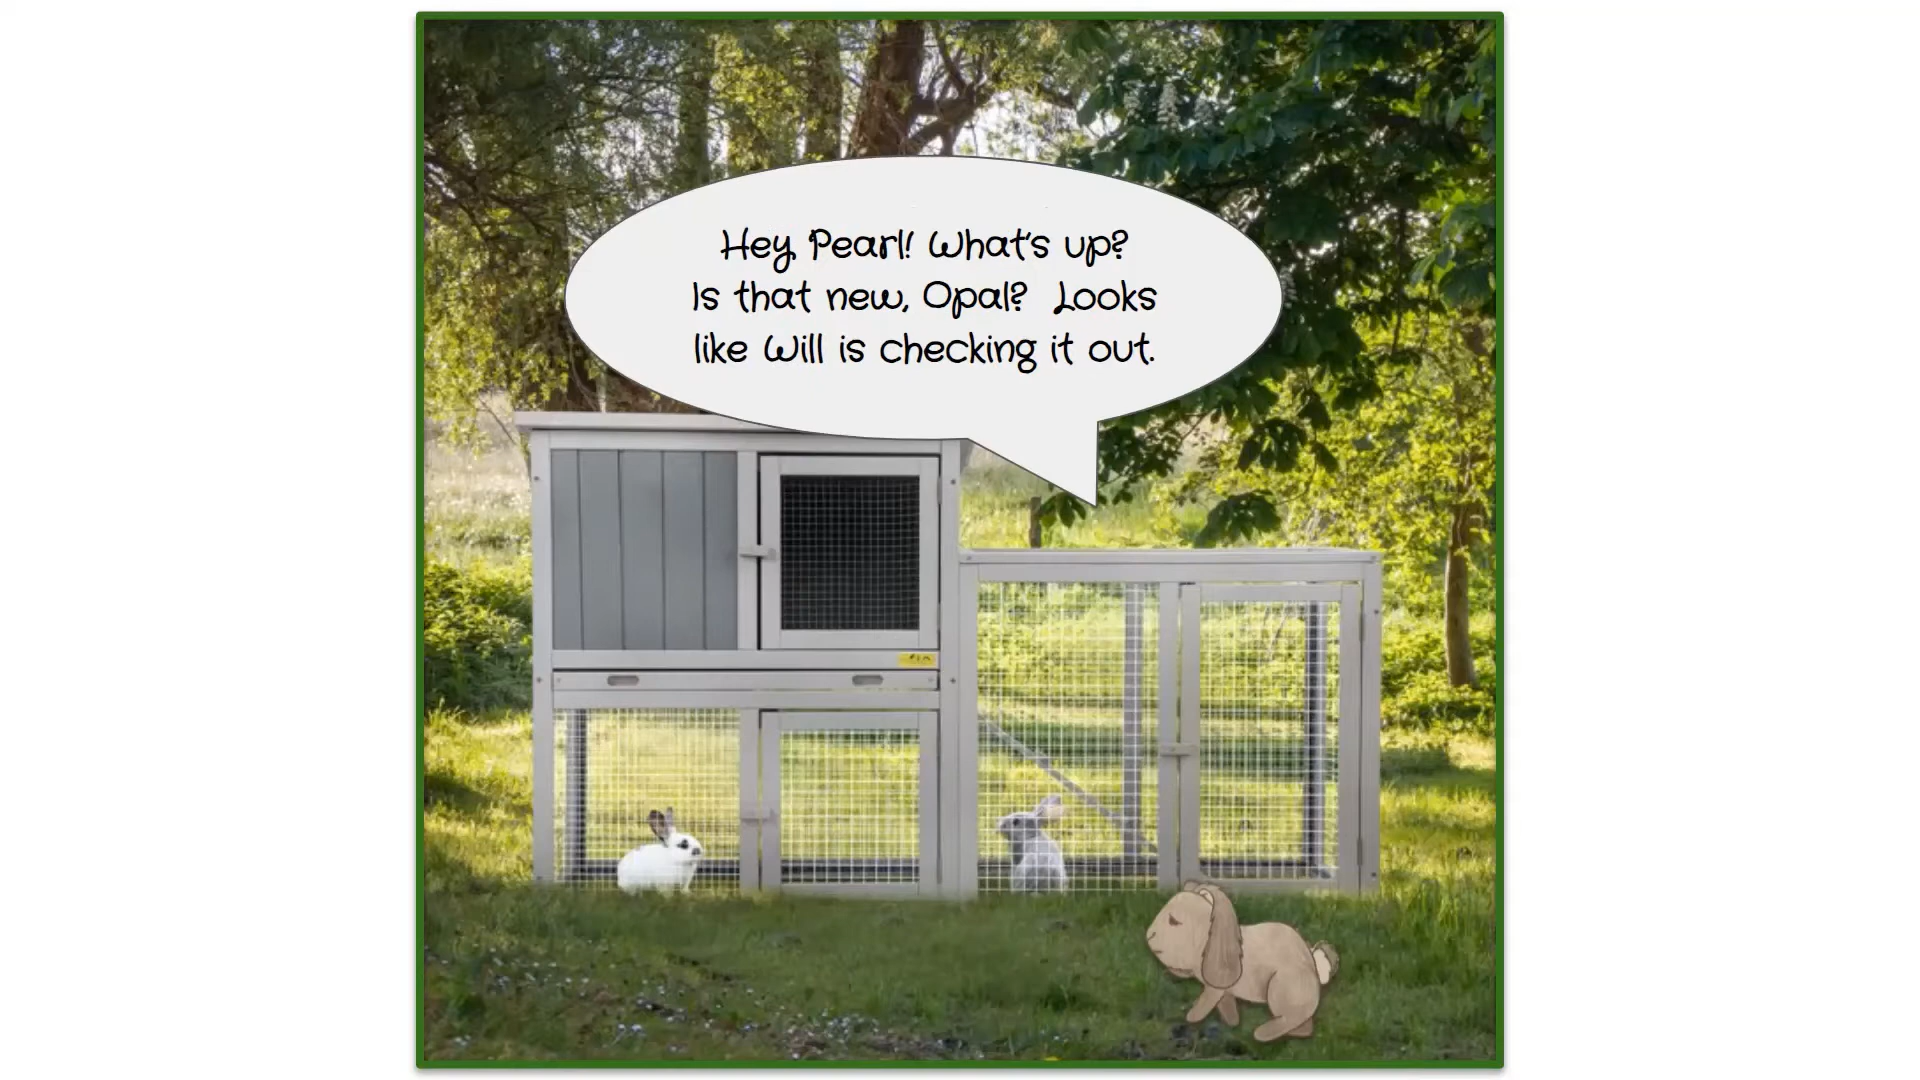 Hey, Pearl! What's up?
Is that new, Opal? Looks
like Will is checking it out.